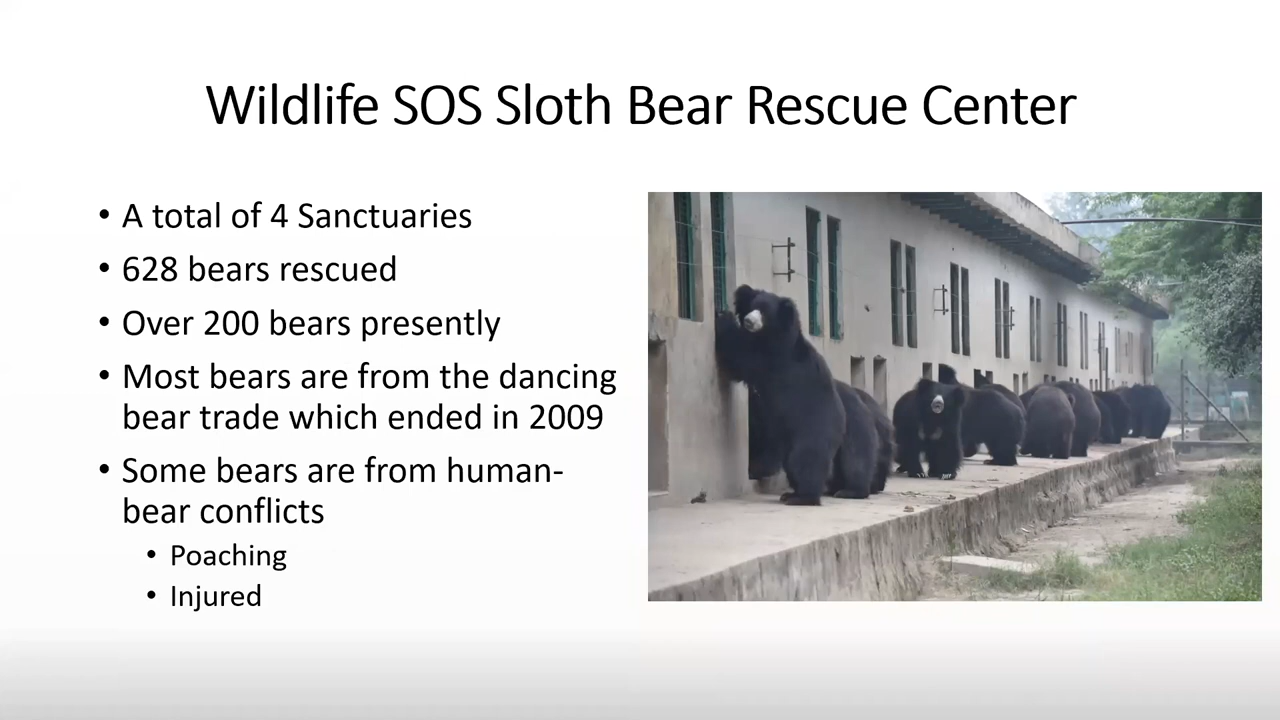 Wildlife SOS Sloth Bear Rescue Center
• A total of 4 Sanctuaries
• 628 bears rescued
• Over 200 bears presently
• Most bears are from the dancing
bear trade which ended in 2009
• Some bears are from human-
bear conflicts
• Poaching
• Injured